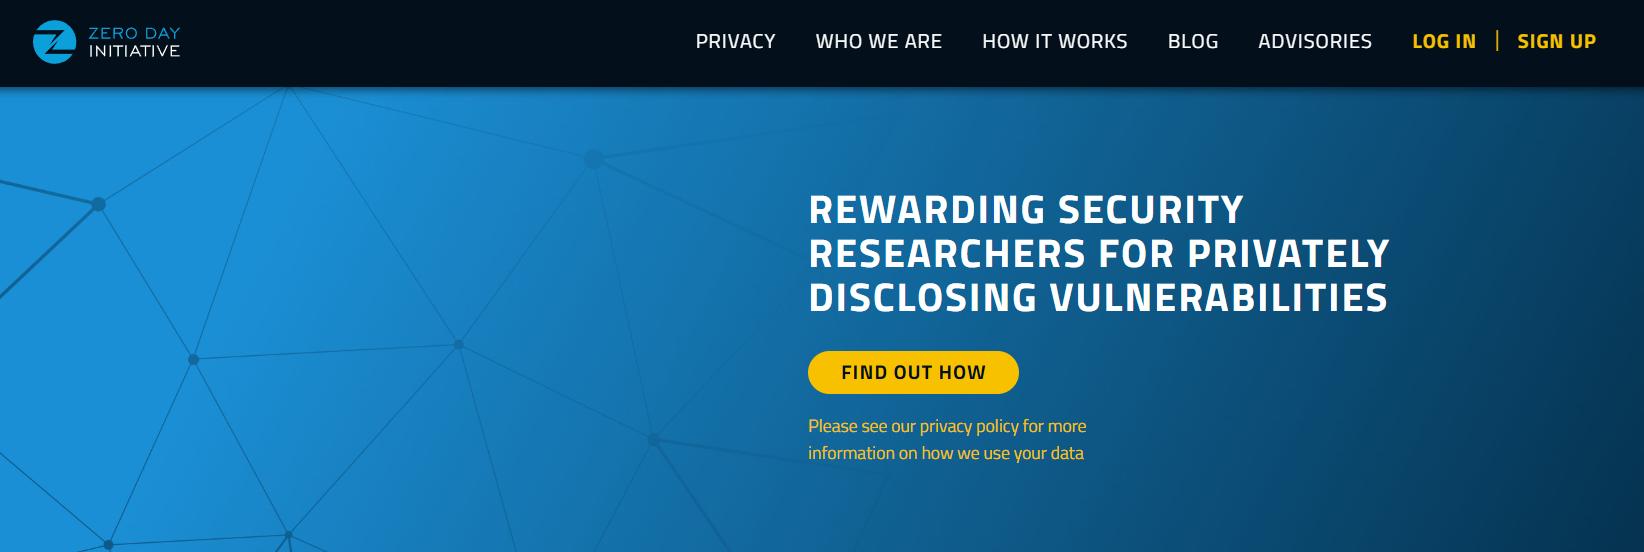 ZERO DAY
INITIATIVE
PRIVACY WHO WE ARE HOW IT WORKS BLOG ADVISORIES LOG IN | SIGN UP
REWARDING SECURITY
RESEARCHERS FOR PRIVATELY
DISCLOSING VULNERABILITIES
FIND OUT HOW
Please see our privacy policy for more
information on how we use your data